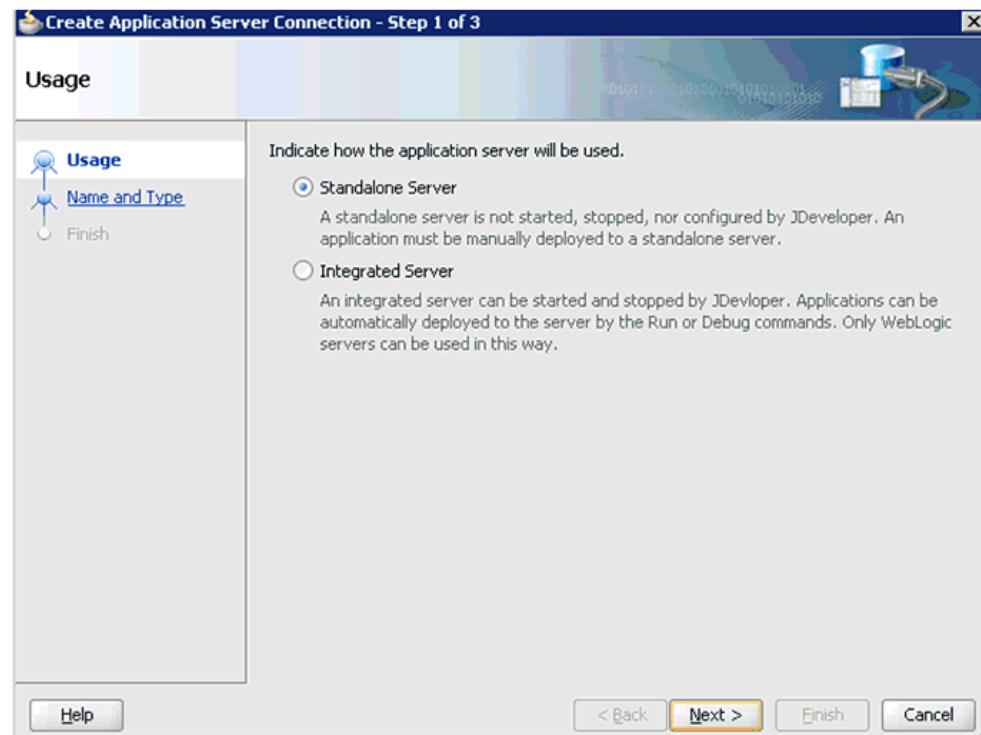 Create Application Server Connection - Step 1 of 3
Usage
Usage
Name and Type
Finish
Indicate how the application server will be used.
Standalone Server
A standalone server is not started, stopped, nor configured by JDeveloper. An
application must be manually deployed to a standalone server.
Integrated Server
An integrated server can be started and stopped by JDevloper. Applications can be
automatically deployed to the server by the Run or Debug commands. Only WebLogic
servers can be used in this way.
Help
< Back
Next >
Finish
Cancel